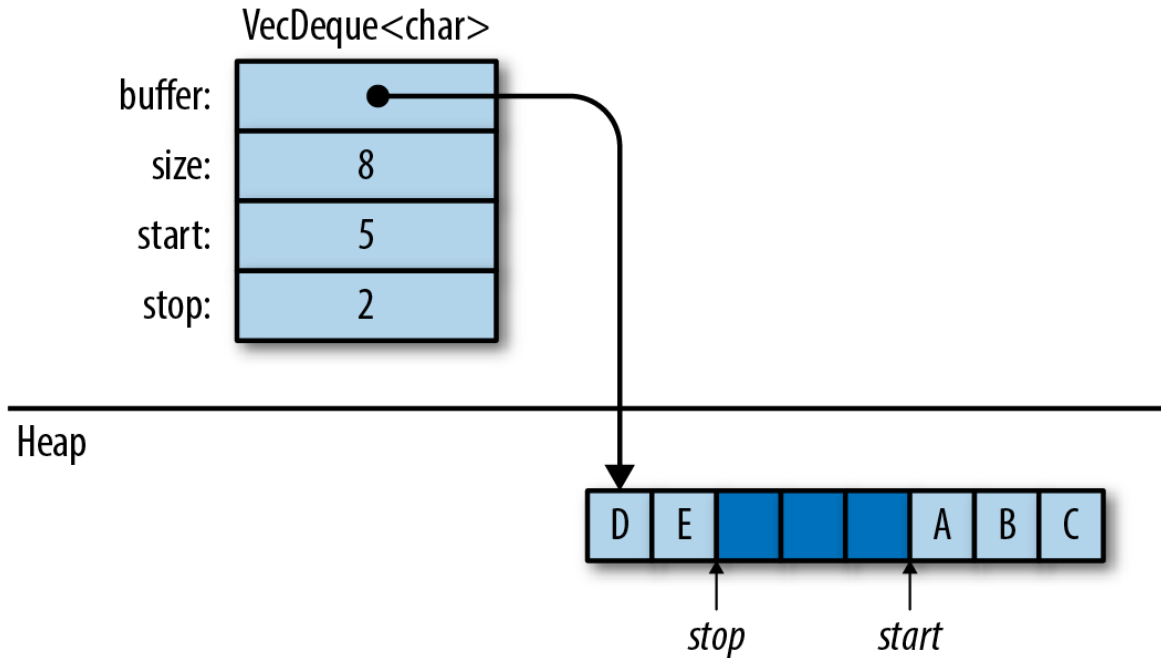 VecDeque<char>
buffer:
size: 8
start: 5
stop: 2
Heap
D E A B C
stop start